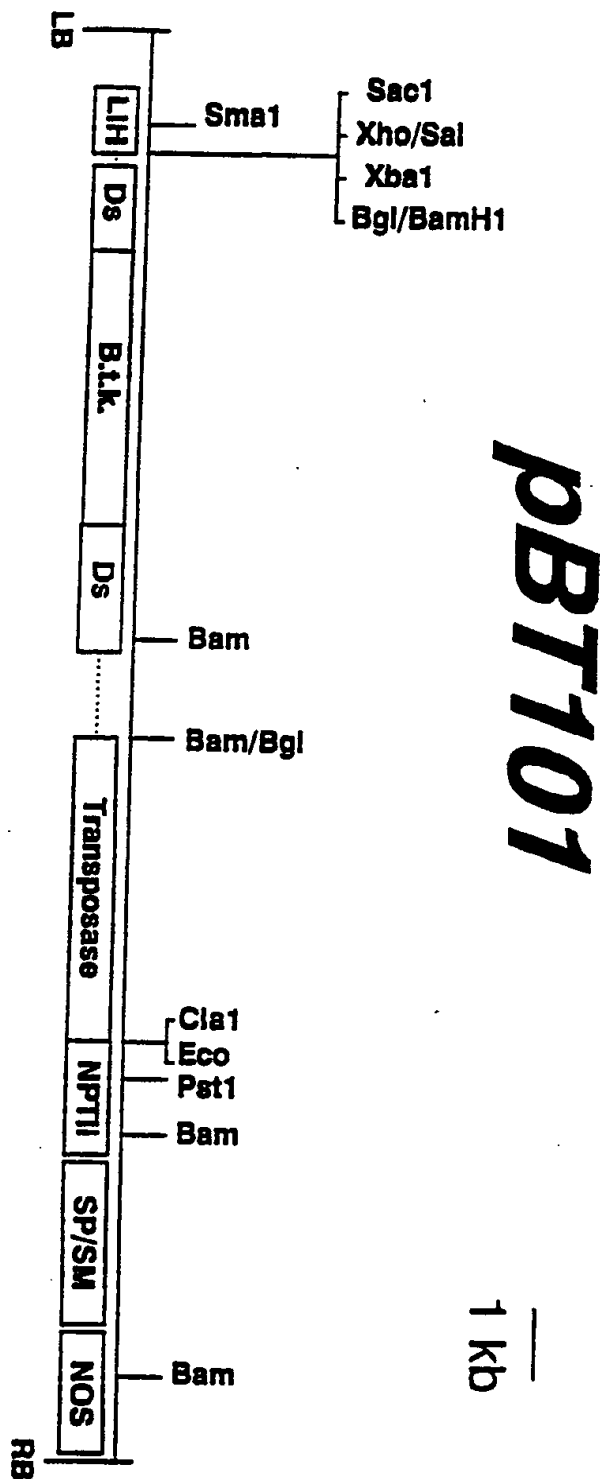 pBT101
LB
LIH
Sma1
Sac1
Xho/Sal
Xba1
Bgl/BamH1
Ds
B.t.k.
Ds
Bam
Bam/Bgl
Transposase
Cla1
Eco
Pst1
NPTII
Bam
SP/SM
NOS
Bam
RB
1 kb